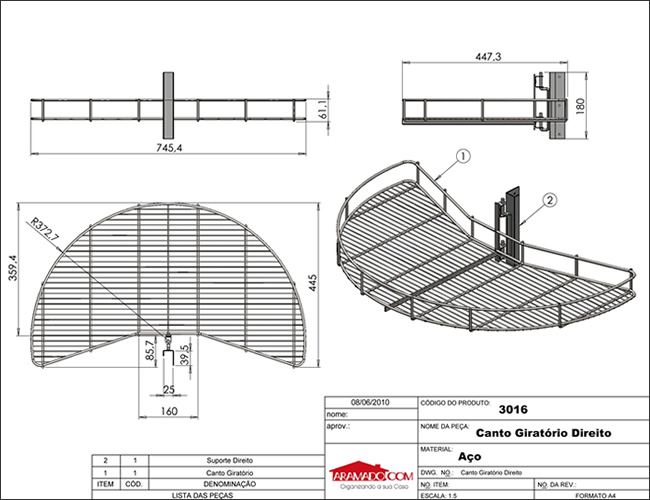 447,3
61,1
180
745,4
1
2
R372,7
359,4
445
85,7
39,5
25
160
08/06/2010
CÓDIGO DO PRODUTO:
3016
nome:
aprov.:
NOME DA PEÇA:
Canto Giratório Direito
MATERIAL:
Aço
2 1 Suporte Direito
1 1 Canto Giratório
ITEM CÓD. DENOMINAÇÃO
LISTA DAS PEÇAS
ARAMADO.COM
Organizando a sua Casa
DWG. NO.: Canto Giratório Direito
NO. ITEM: NO. DA REV.:
ESCALA: 1:5 FORMATO A4